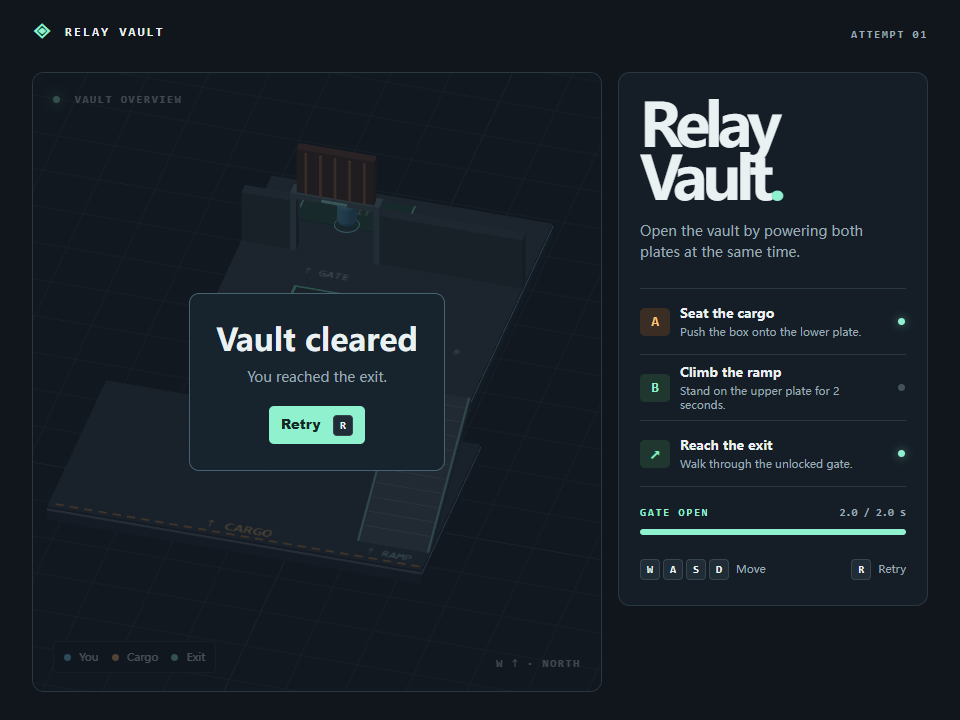 RELAY VAULT
ATTEMPT 01
VAULT OVERVIEW
↑ GATE
Vault cleared
You reached the exit.
Retry R
↑ CARGO
↑ RAMP
You Cargo Exit
W ↑ · NORTH
Relay
Vault.
Open the vault by powering both
plates at the same time.
A
Seat the cargo
Push the box onto the lower plate.
B
Climb the ramp
Stand on the upper plate for 2
seconds.
↗
Reach the exit
Walk through the unlocked gate.
GATE OPEN
2.0 / 2.0 s
W A S D Move
R Retry